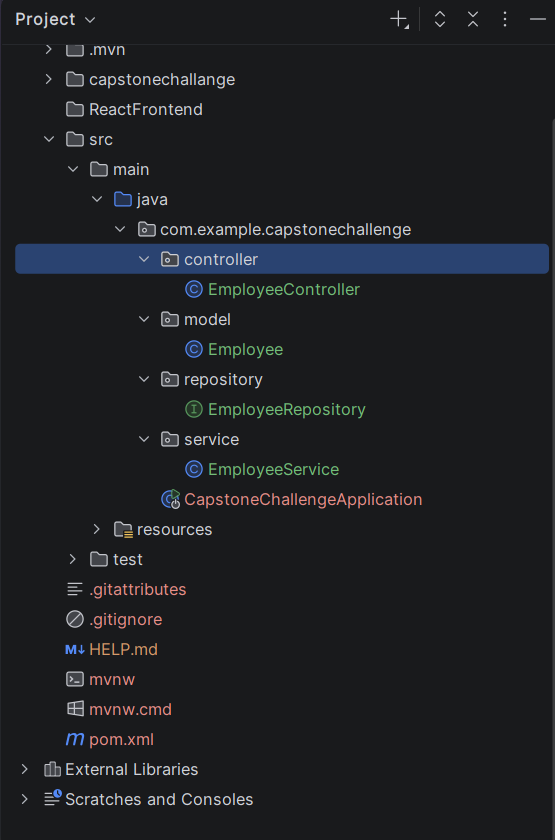 Project
.mvn
capstonechallange
ReactFrontend
src
main
java
com.example.capstonechallenge
controller
C EmployeeController
model
C Employee
repository
I EmployeeRepository
service
C EmployeeService
CapstoneChallengeApplication
resources
test
.gitattributes
.gitignore
M↓ HELP.md
mvnw
mvnw.cmd
m pom.xml
External Libraries
Scratches and Consoles